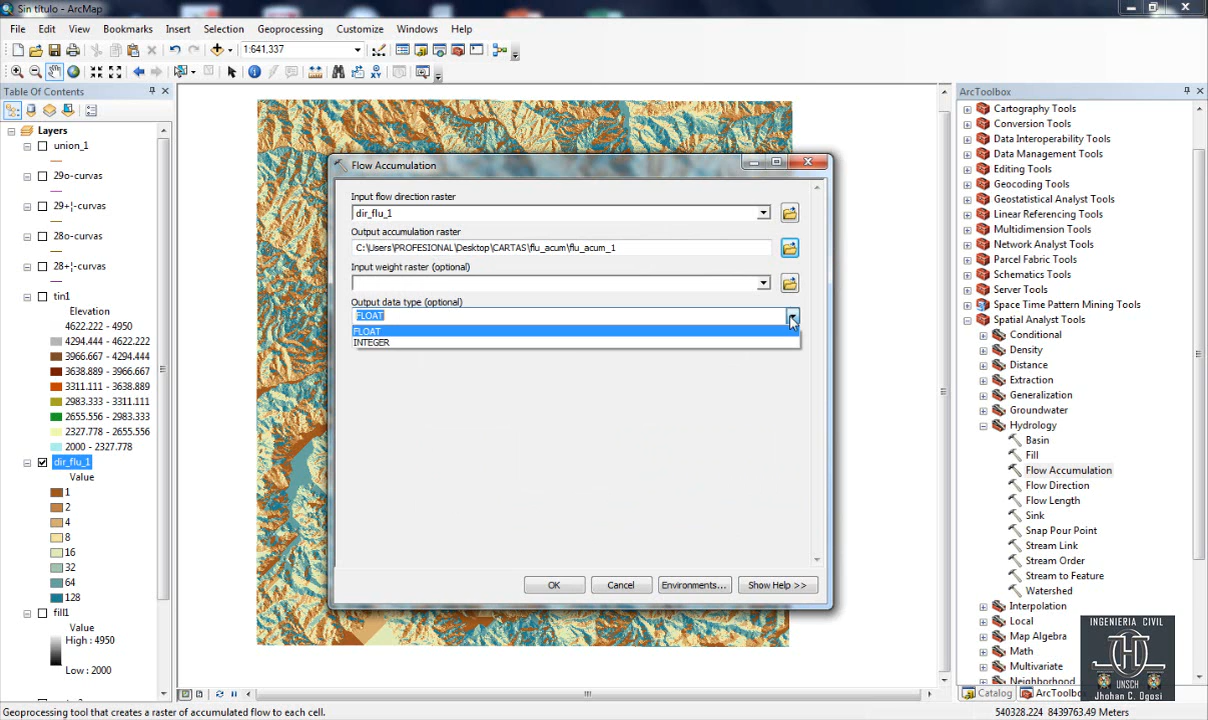 Sin título - ArcMap
File Edit View Bookmarks Insert Selection Geoprocessing Customize Windows Help
1:641,337
Table Of Contents
Layers
union_1
29o-curvas
29+¦-curvas
28o-curvas
28+¦-curvas
tin1
Elevation
4622.222 - 4950
4294.444 - 4622.222
3966.667 - 4294.444
3638.889 - 3966.667
3311.111 - 3638.889
2983.333 - 3311.111
2655.556 - 2983.333
2327.778 - 2655.556
2000 - 2327.778
dir_flu_1
Value
1
2
4
8
16
32
64
128
fill1
Value
High : 4950
Low : 2000
Flow Accumulation
Input flow direction raster
dir_flu_1
Output accumulation raster
C:\Users\PROFESIONAL\Desktop\CARTAS\flu_acum\flu_acum_1
Input weight raster (optional)
Output data type (optional)
FLOAT
FLOAT
INTEGER
OK Cancel Environments... Show Help >>
ArcToolbox
Cartography Tools
Conversion Tools
Data Interoperability Tools
Data Management Tools
Editing Tools
Geocoding Tools
Geostatistical Analyst Tools
Linear Referencing Tools
Multidimension Tools
Network Analyst Tools
Parcel Fabric Tools
Schematics Tools
Server Tools
Space Time Pattern Mining Tools
Spatial Analyst Tools
Conditional
Density
Distance
Extraction
Generalization
Groundwater
Hydrology
Basin
Fill
Flow Accumulation
Flow Direction
Flow Length
Sink
Snap Pour Point
Stream Link
Stream Order
Stream to Feature
Watershed
Interpolation
Local
Map Algebra
Math
Multivariate
Neighborhood
Catalog ArcToolbo
INGENIERIA CIVIL
UNSCH
Jhohan C. Ogosi
Geoprocessing tool that creates a raster of accumulated flow to each cell.
540328.224 8439763.49 Meters